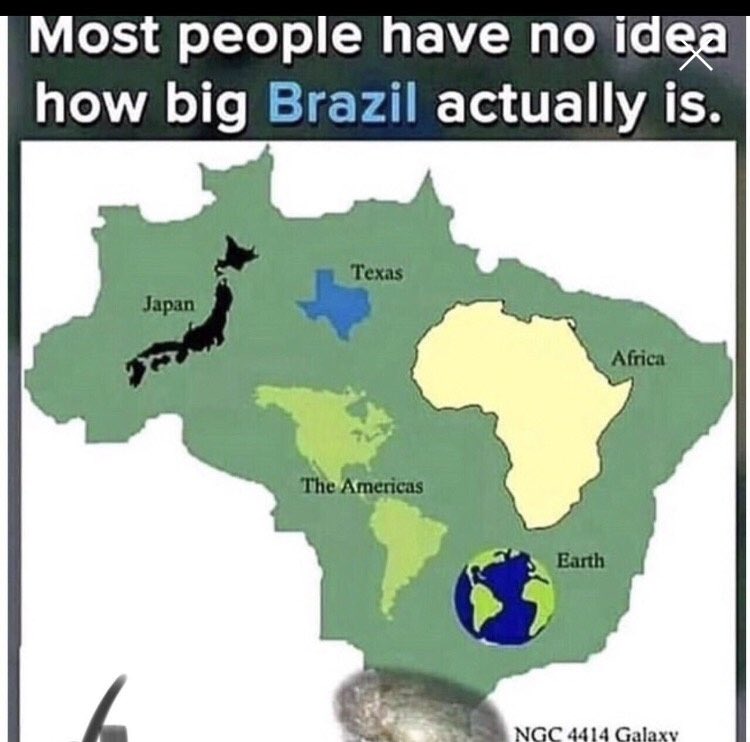 Most people have no idea
how big Brazil actually is.
Texas
Japan
Africa
The Americas
Earth
NGC 4414 Galaxy